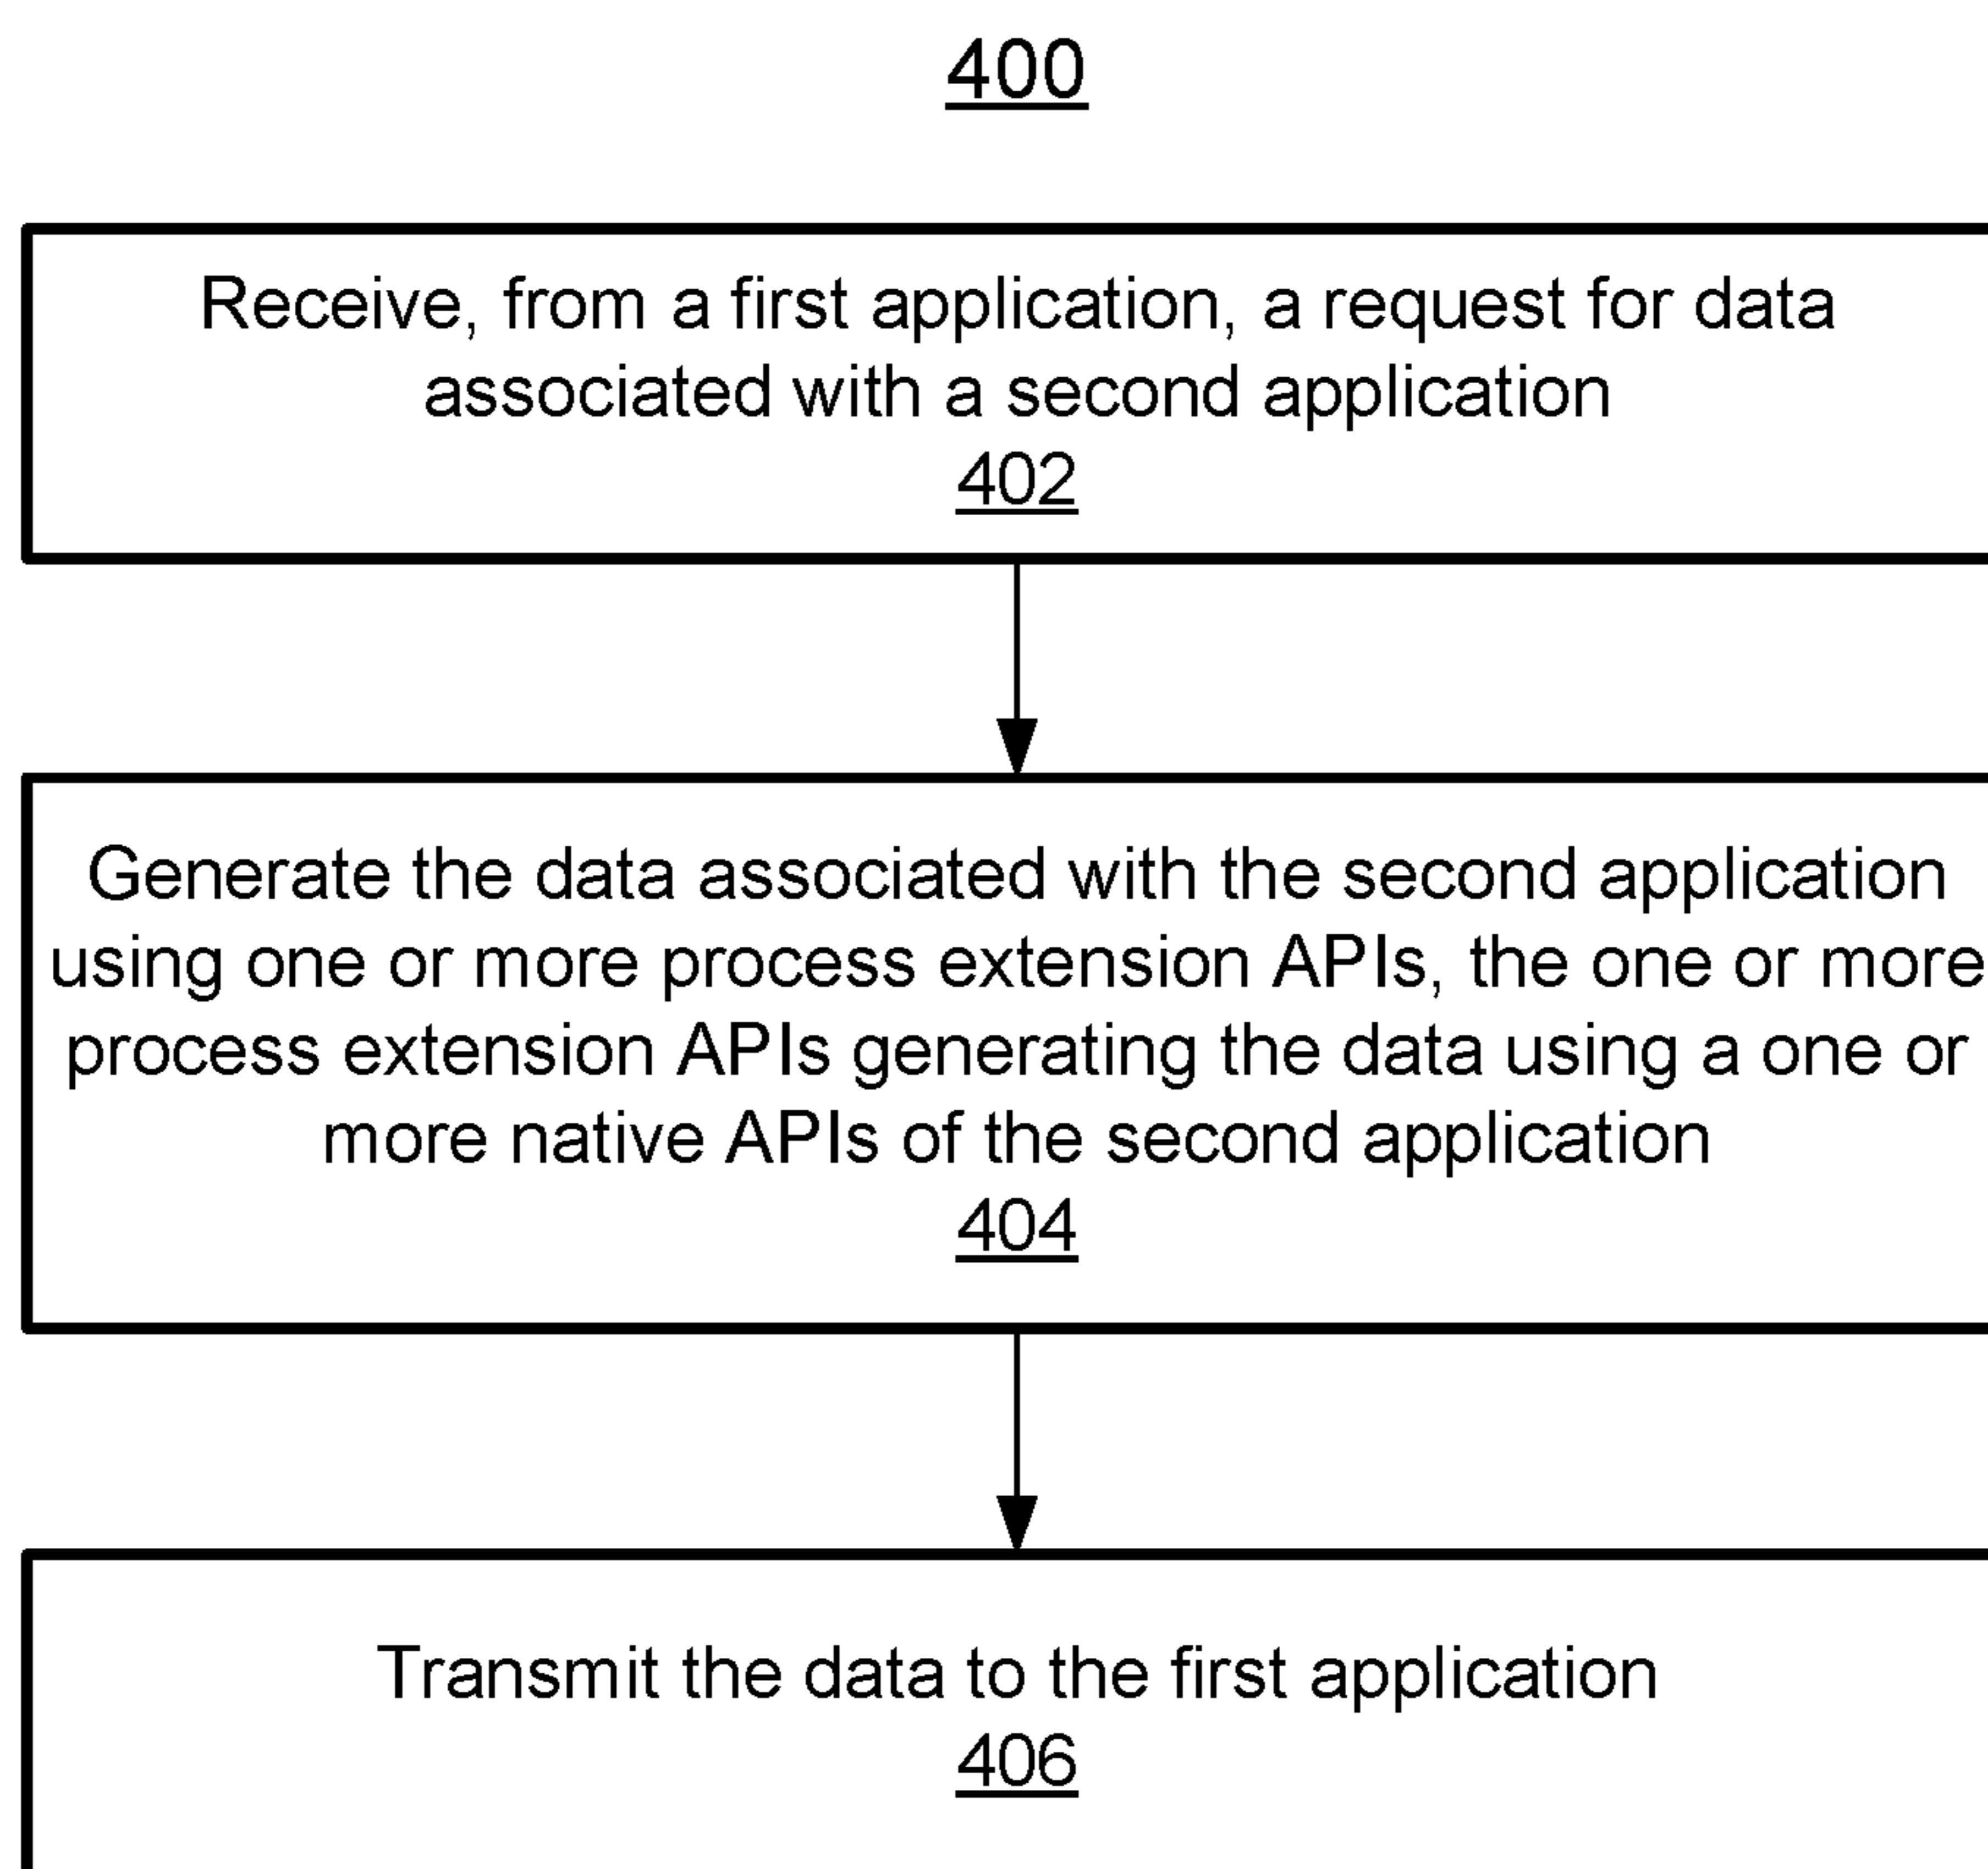 400
Receive, from a first application, a request for data
associated with a second application
402
Generate the data associated with the second application
using one or more process extension APIs, the one or more
process extension APIs generating the data using a one or
more native APIs of the second application
404
Transmit the data to the first application
406